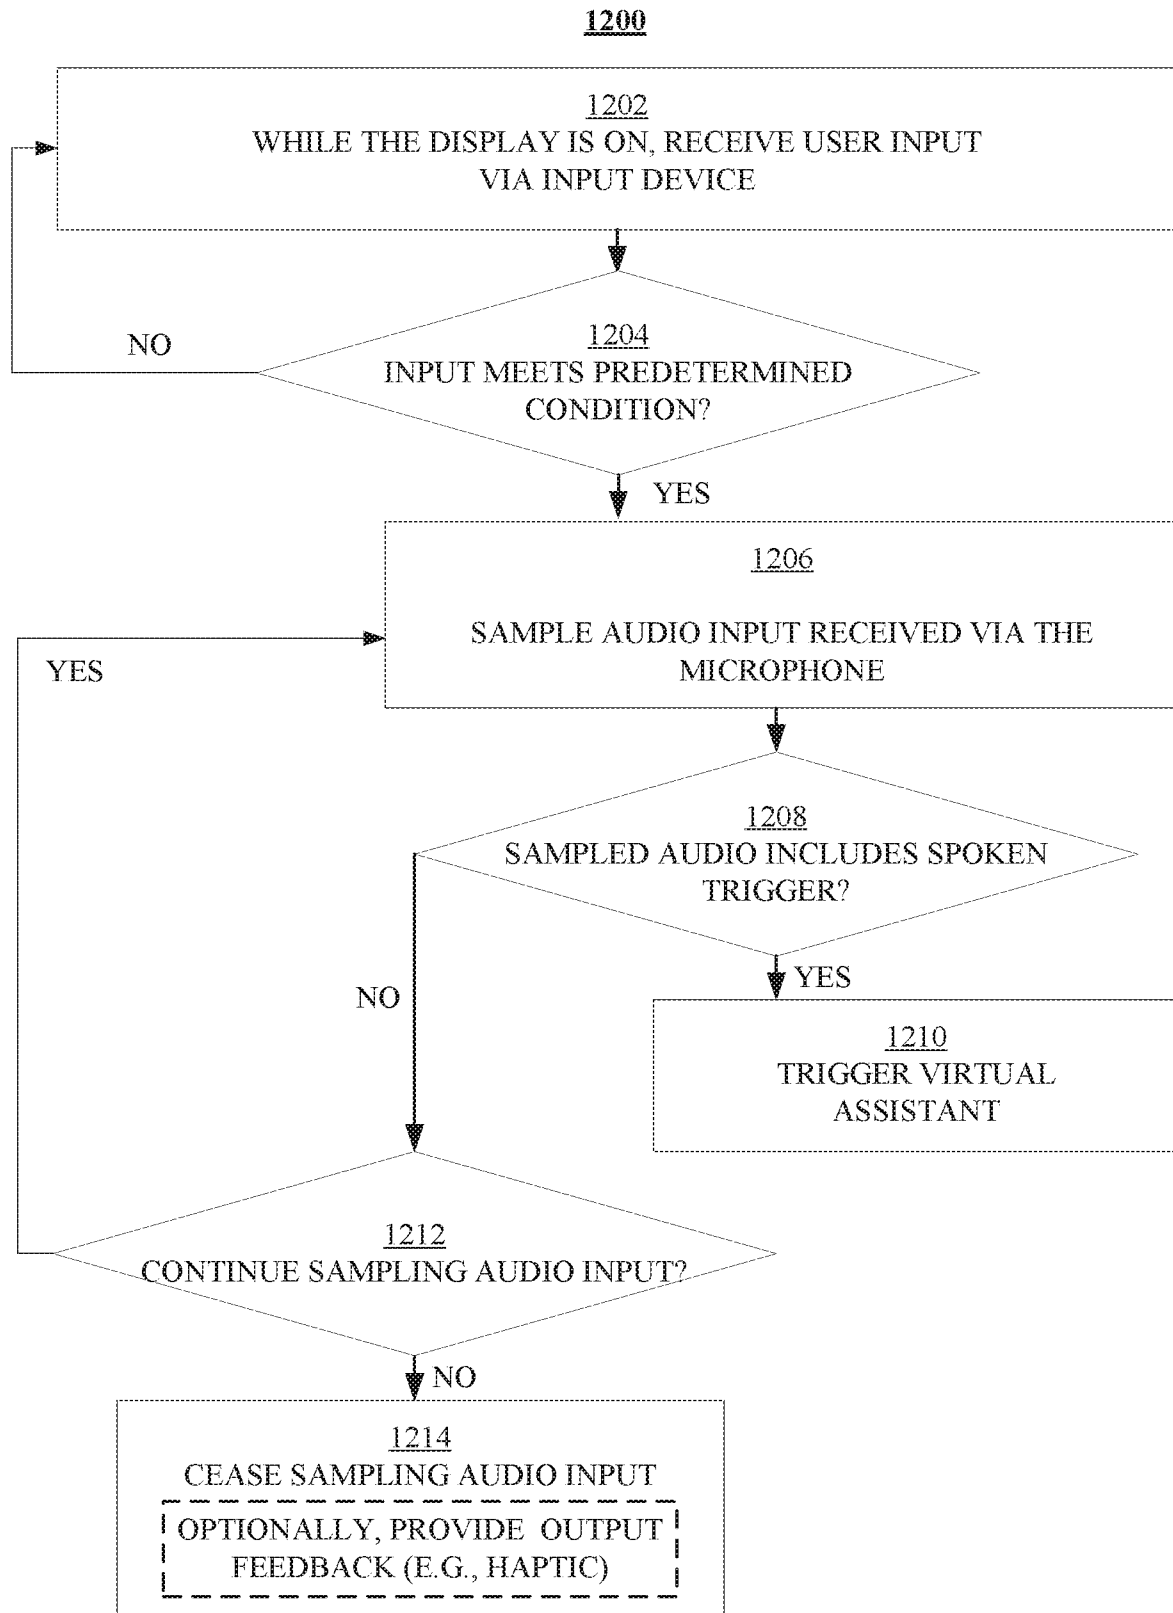 1200
1202
WHILE THE DISPLAY IS ON, RECEIVE USER INPUT
VIA INPUT DEVICE
NO
1204
INPUT MEETS PREDETERMINED
CONDITION?
YES
1206
SAMPLE AUDIO INPUT RECEIVED VIA THE
MICROPHONE
YES
1208
SAMPLED AUDIO INCLUDES SPOKEN
TRIGGER?
YES
NO
1210
TRIGGER VIRTUAL
ASSISTANT
1212
CONTINUE SAMPLING AUDIO INPUT?
NO
1214
CEASE SAMPLING AUDIO INPUT
OPTIONALLY, PROVIDE OUTPUT
FEEDBACK (E.G., HAPTIC)